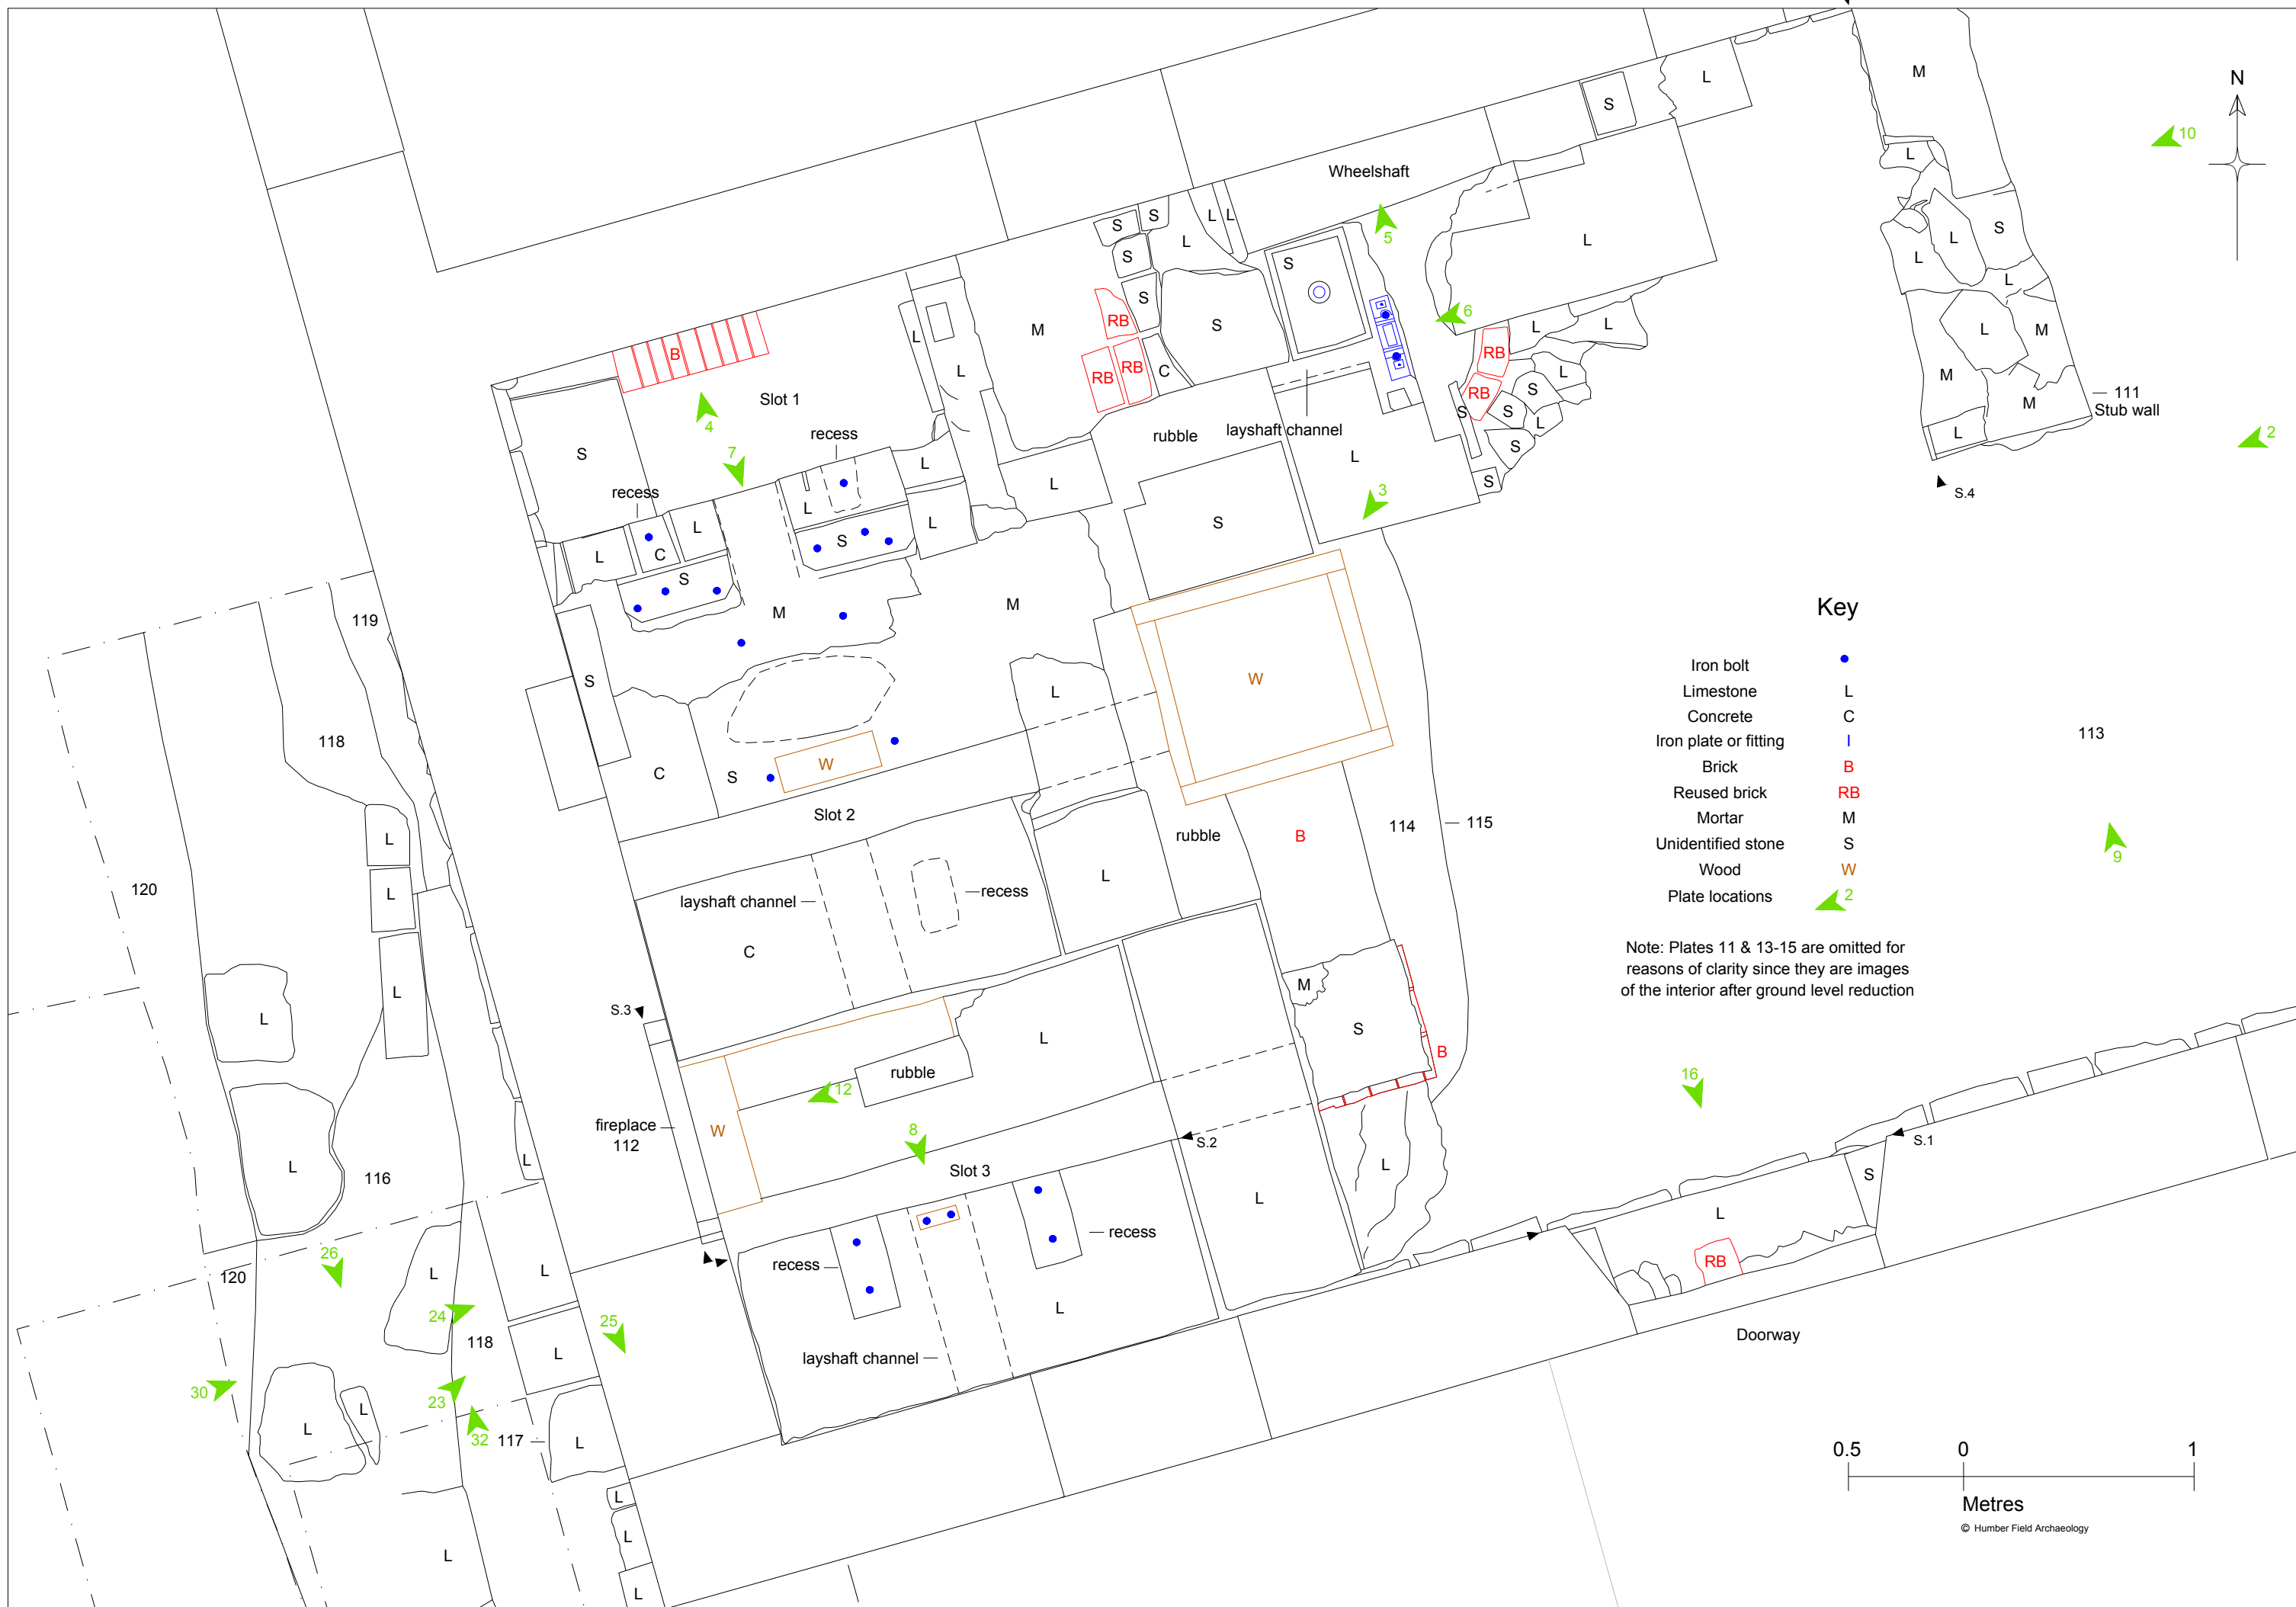 M
L
S
N
10
Wheelshaft
L
S
S
L
L
S
L
L
S
S
L
L
S
L
S
S
RB
S
M
S
5
6
L
L
RB
L
RB
L
M
B
L
RB
RB
C
L
M
Slot 1
4
RB
S
S
S
L
M
111
Stub wall
L
2
recess
rubble
layshaft channel
S
7
L
L
S
S
L
L
3
S
S.4
recess
L
L
S
L
C
L
S
S
M
M
Key
119
Iron bolt
Limestone L
Concrete C
Iron plate or fitting I
Brick B
Reused brick RB
Mortar M
Unidentified stone S
Wood W
Plate locations 2
S
L
W
118
113
C
S
W
Slot 2
rubble
B
114
115
L
9
120
L
L
recess
layshaft channel
C
Note: Plates 11 & 13-15 are omitted for
reasons of clarity since they are images
of the interior after ground level reduction
M
L
L
S.3
S
L
B
rubble
16
12
fireplace
112
W
8
S.2
S.1
L
L
L
Slot 3
S
116
L
L
recess
26
recess
120
L
L
RB
L
24
25
118
L
Doorway
layshaft channel
30
23
L
L
L
32
117
L
0.5 0 1
Metres
© Humber Field Archaeology
L
L
L
L